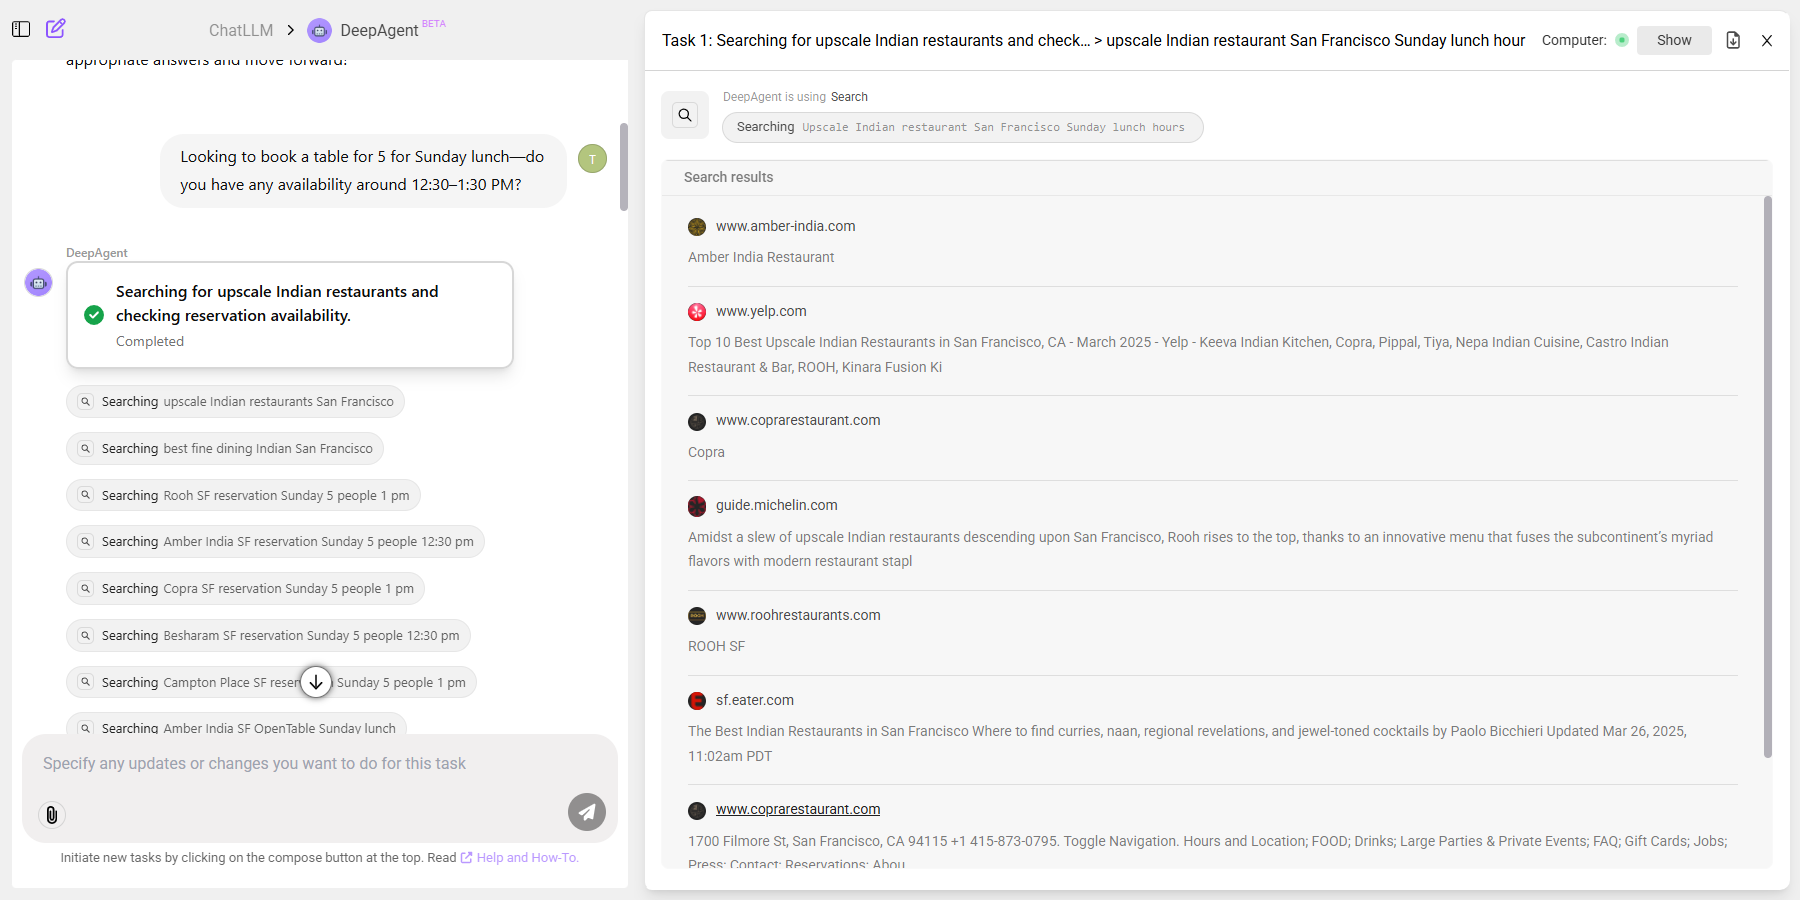 ChatLLM > DeepAgent BETA
appropriate answers and move forward!
Looking to book a table for 5 for Sunday lunch—do
you have any availability around 12:30–1:30 PM?
T
DeepAgent
Searching for upscale Indian restaurants and
checking reservation availability.
Completed
Searching upscale Indian restaurants San Francisco
Searching best fine dining Indian San Francisco
Searching Rooh SF reservation Sunday 5 people 1 pm
Searching Amber India SF reservation Sunday 5 people 12:30 pm
Searching Copra SF reservation Sunday 5 people 1 pm
Searching Besharam SF reservation Sunday 5 people 12:30 pm
Searching Campton Place SF reser Sunday 5 people 1 pm
Searching Amber India SF OpenTable Sunday lunch
Specify any updates or changes you want to do for this task
Initiate new tasks by clicking on the compose button at the top. Read Help and How-To.
Task 1: Searching for upscale Indian restaurants and check... > upscale Indian restaurant San Francisco Sunday lunch hour
Computer: Show
DeepAgent is using Search
Searching Upscale Indian restaurant San Francisco Sunday lunch hours
Search results
www.amber-india.com
Amber India Restaurant
www.yelp.com
Top 10 Best Upscale Indian Restaurants in San Francisco, CA - March 2025 - Yelp - Keeva Indian Kitchen, Copra, Pippal, Tiya, Nepa Indian Cuisine, Castro Indian
Restaurant & Bar, ROOH, Kinara Fusion Ki
www.coprarestaurant.com
Copra
guide.michelin.com
Amidst a slew of upscale Indian restaurants descending upon San Francisco, Rooh rises to the top, thanks to an innovative menu that fuses the subcontinent’s myriad
flavors with modern restaurant stapl
www.roohrestaurants.com
ROOH SF
sf.eater.com
The Best Indian Restaurants in San Francisco Where to find curries, naan, regional revelations, and jewel-toned cocktails by Paolo Bicchieri Updated Mar 26, 2025,
11:02am PDT
www.coprarestaurant.com
1700 Filmore St, San Francisco, CA 94115 +1 415-873-0795. Toggle Navigation. Hours and Location; FOOD; Drinks; Large Parties & Private Events; FAQ; Gift Cards; Jobs;
Press; Contact; Reservations; Abou